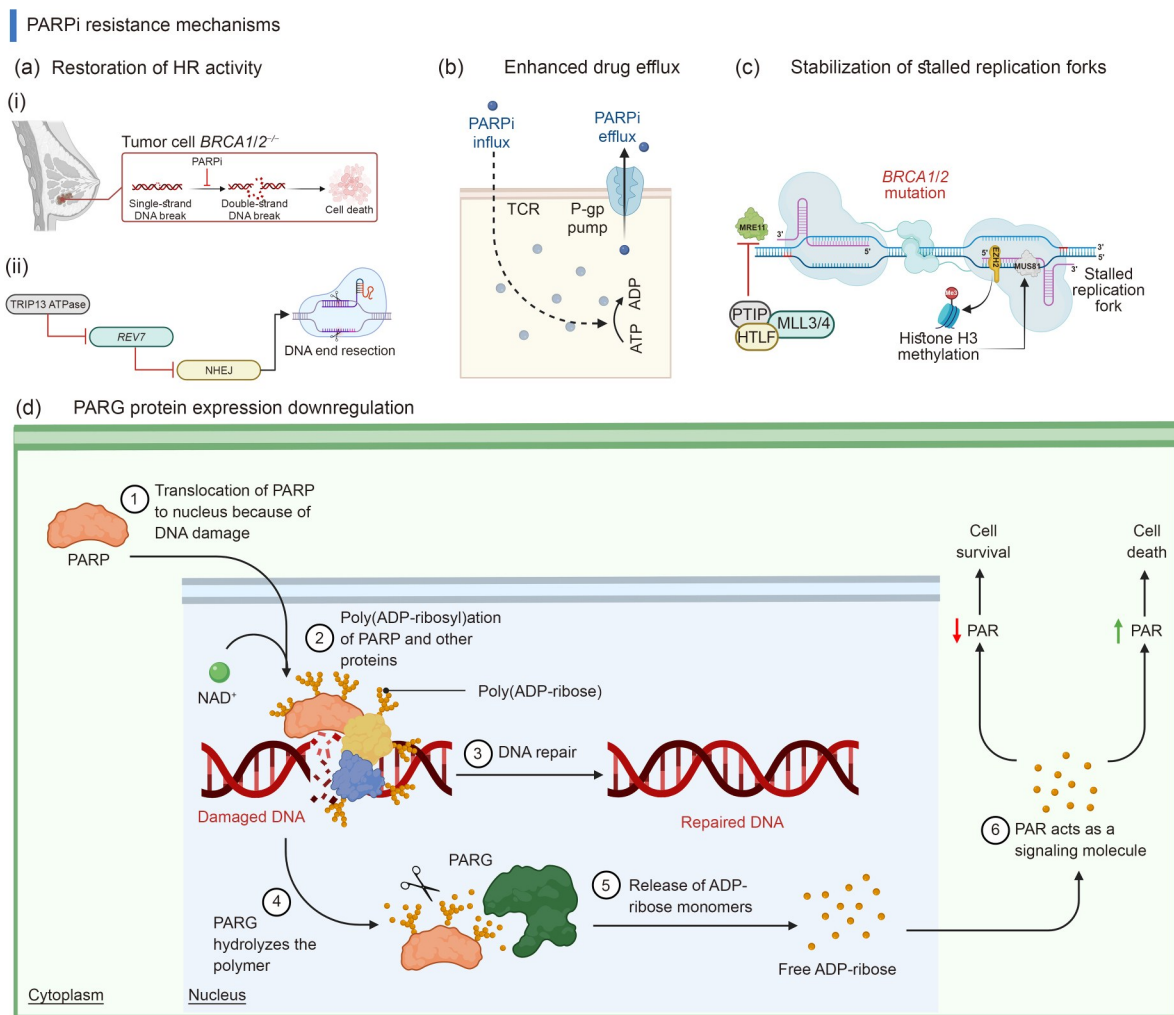 PARPi resistance mechanisms
(a) Restoration of HR activity
(i)
Tumor cell BRCA1/2⁻/⁻
PARPi
Single-strand
DNA break
Double-strand
DNA break
Cell death
(ii)
TRIP13 ATPase
REV7
NHEJ
DNA end resection
(b) Enhanced drug efflux
PARPi
influx
PARPi
efflux
TCR
P-gp
pump
ADP
ATP
(c) Stabilization of stalled replication forks
BRCA1/2
mutation
MRE11
3'
5'
5'
EZH2
MUS81
3'
3'
5'
Stalled
replication
fork
PTIP
MLL3/4
HTLF
Me3
Histone H3
methylation
(d) PARG protein expression downregulation
1 Translocation of PARP
to nucleus because of
DNA damage
PARP
2 Poly(ADP-ribosyl)ation
of PARP and other
proteins
NAD⁺
Poly(ADP-ribose)
3 DNA repair
Damaged DNA
Repaired DNA
4
PARG
hydrolyzes the
polymer
PARG
5 Release of ADP-
ribose monomers
Free ADP-ribose
Cell
survival
Cell
death
PAR
PAR
6 PAR acts as a
signaling molecule
Cytoplasm
Nucleus